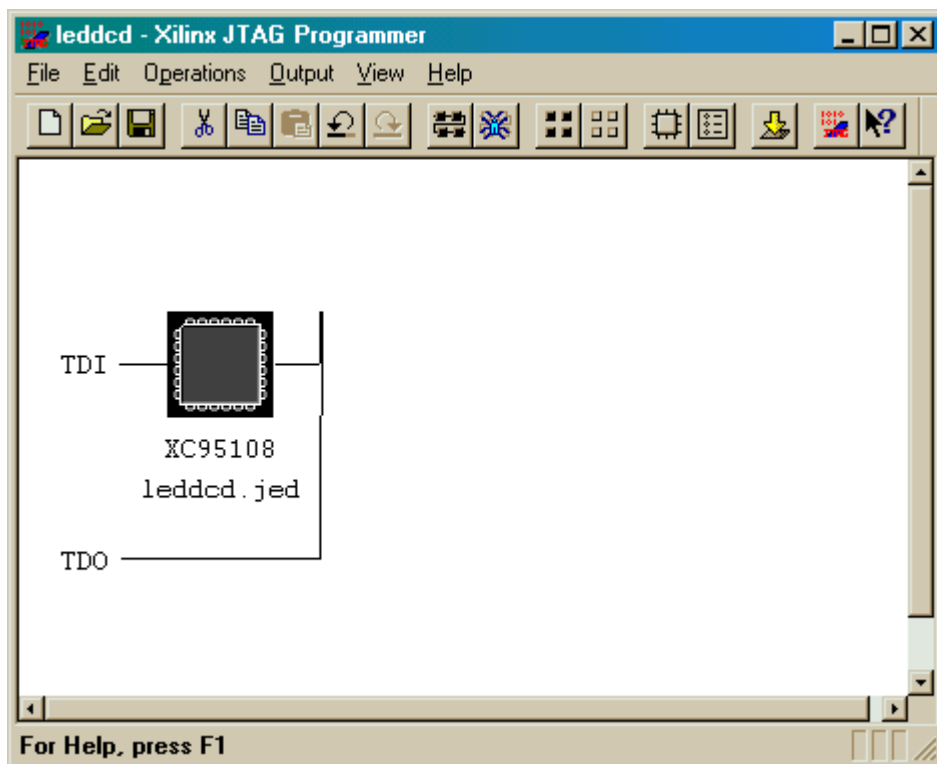 leddcd - Xilinx JTAG Programmer
File Edit Operations Output View Help
TDI
XC95108
leddcd.jed
TDO
For Help, press F1